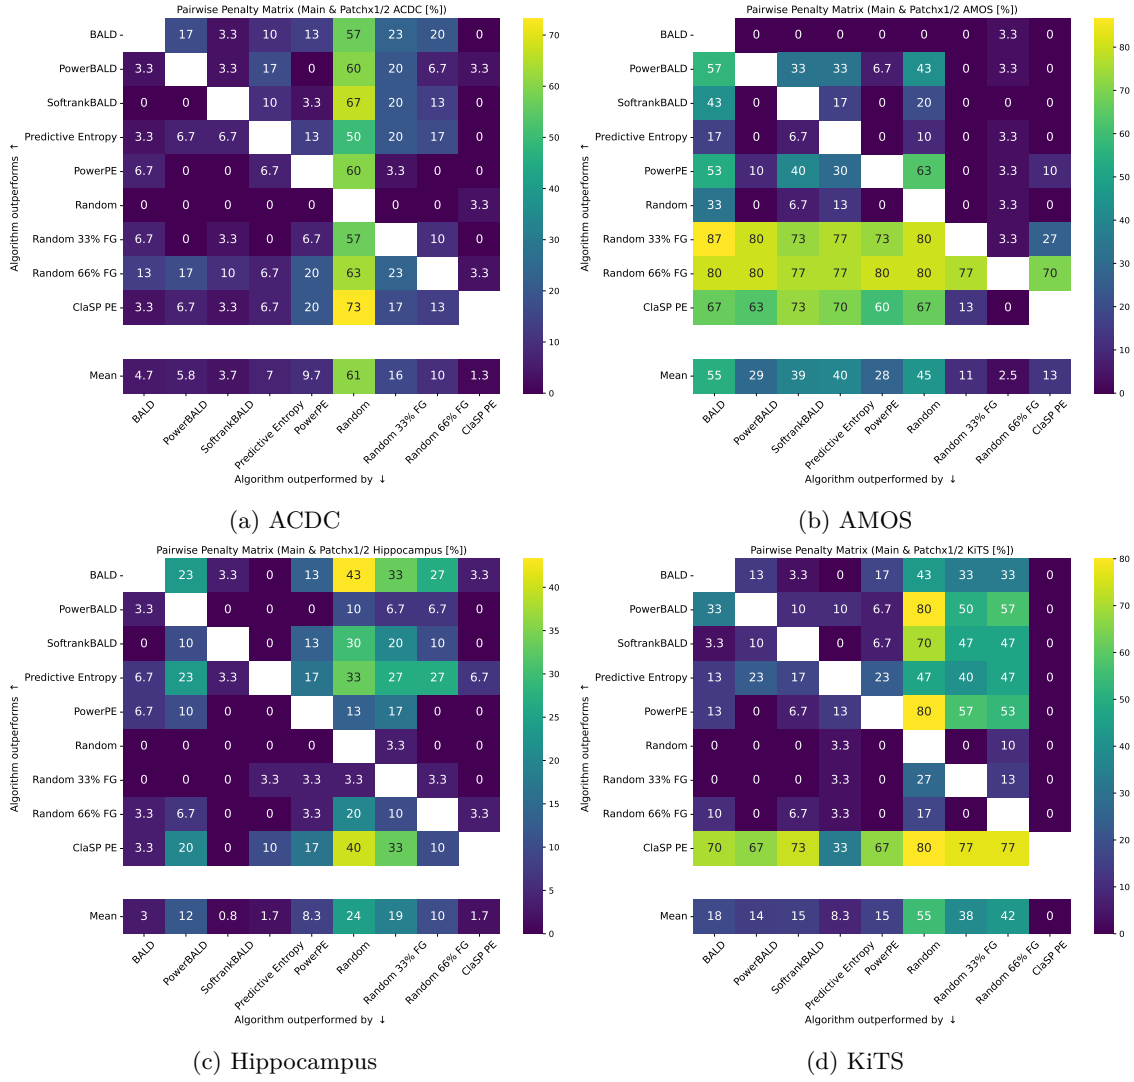 Pairwise Penalty Matrix (Main & Patchx1/2 ACDC [%])
Algorithm outperforms ↑
BALD 17 3.3 10 13 57 23 20 0
PowerBALD 3.3 3.3 17 0 60 20 6.7 3.3
SoftrankBALD 0 0 10 3.3 67 20 13 0
Predictive Entropy 3.3 6.7 6.7 13 50 20 17 0
PowerPE 6.7 0 0 6.7 60 3.3 0 0
Random 0 0 0 0 0 0 0 3.3
Random 33% FG 6.7 0 3.3 0 6.7 57 10 0
Random 66% FG 13 17 10 6.7 20 63 23 3.3
ClaSP PE 3.3 6.7 3.3 6.7 20 73 17 13
Mean 4.7 5.8 3.7 7 9.7 61 16 10 1.3
BALD PowerBALD SoftrankBALD Predictive Entropy PowerPE Random Random 33% FG Random 66% FG ClaSP PE
Algorithm outperformed by ↓
70
60
50
40
30
20
10
0
(a) ACDC
Pairwise Penalty Matrix (Main & Patchx1/2 AMOS [%])
Algorithm outperforms ↑
BALD 0 0 0 0 0 0 3.3 0
PowerBALD 57 33 33 6.7 43 0 3.3 0
SoftrankBALD 43 0 17 0 20 0 0 0
Predictive Entropy 17 0 6.7 0 10 0 3.3 0
PowerPE 53 10 40 30 63 0 3.3 10
Random 33 0 6.7 13 0 0 3.3 0
Random 33% FG 87 80 73 77 73 80 3.3 27
Random 66% FG 80 80 77 77 80 80 77 70
ClaSP PE 67 63 73 70 60 67 13 0
Mean 55 29 39 40 28 45 11 2.5 13
BALD PowerBALD SoftrankBALD Predictive Entropy PowerPE Random Random 33% FG Random 66% FG ClaSP PE
Algorithm outperformed by ↓
80
70
60
50
40
30
20
10
0
(b) AMOS
Pairwise Penalty Matrix (Main & Patchx1/2 Hippocampus [%])
Algorithm outperforms ↑
BALD 23 3.3 0 13 43 33 27 3.3
PowerBALD 3.3 0 0 0 10 6.7 6.7 0
SoftrankBALD 0 10 0 13 30 20 10 0
Predictive Entropy 6.7 23 3.3 17 33 27 27 6.7
PowerPE 6.7 10 0 0 13 17 0 0
Random 0 0 0 0 0 3.3 0 0
Random 33% FG 0 0 0 3.3 3.3 3.3 3.3 0
Random 66% FG 3.3 6.7 0 0 10 20 10 3.3
ClaSP PE 3.3 20 0 10 17 40 33 10
Mean 3 12 0.8 1.7 8.3 24 19 10 1.7
BALD PowerBALD SoftrankBALD Predictive Entropy PowerPE Random Random 33% FG Random 66% FG ClaSP PE
Algorithm outperformed by ↓
40
35
30
25
20
15
10
5
0
(c) Hippocampus
Pairwise Penalty Matrix (Main & Patchx1/2 KiTS [%])
Algorithm outperforms ↑
BALD 13 3.3 0 17 43 33 33 0
PowerBALD 33 10 10 6.7 80 50 57 0
SoftrankBALD 3.3 10 0 6.7 70 47 47 0
Predictive Entropy 13 23 17 23 47 40 47 0
PowerPE 13 0 6.7 13 80 57 53 0
Random 0 0 0 3.3 0 0 10 0
Random 33% FG 0 0 0 3.3 0 27 13 0
Random 66% FG 10 0 6.7 3.3 0 17 0 0
ClaSP PE 70 67 73 33 67 80 77 77
Mean 18 14 15 8.3 15 55 38 42 0
BALD PowerBALD SoftrankBALD Predictive Entropy PowerPE Random Random 33% FG Random 66% FG ClaSP PE
Algorithm outperformed by ↓
80
70
60
50
40
30
20
10
0
(d) KiTS